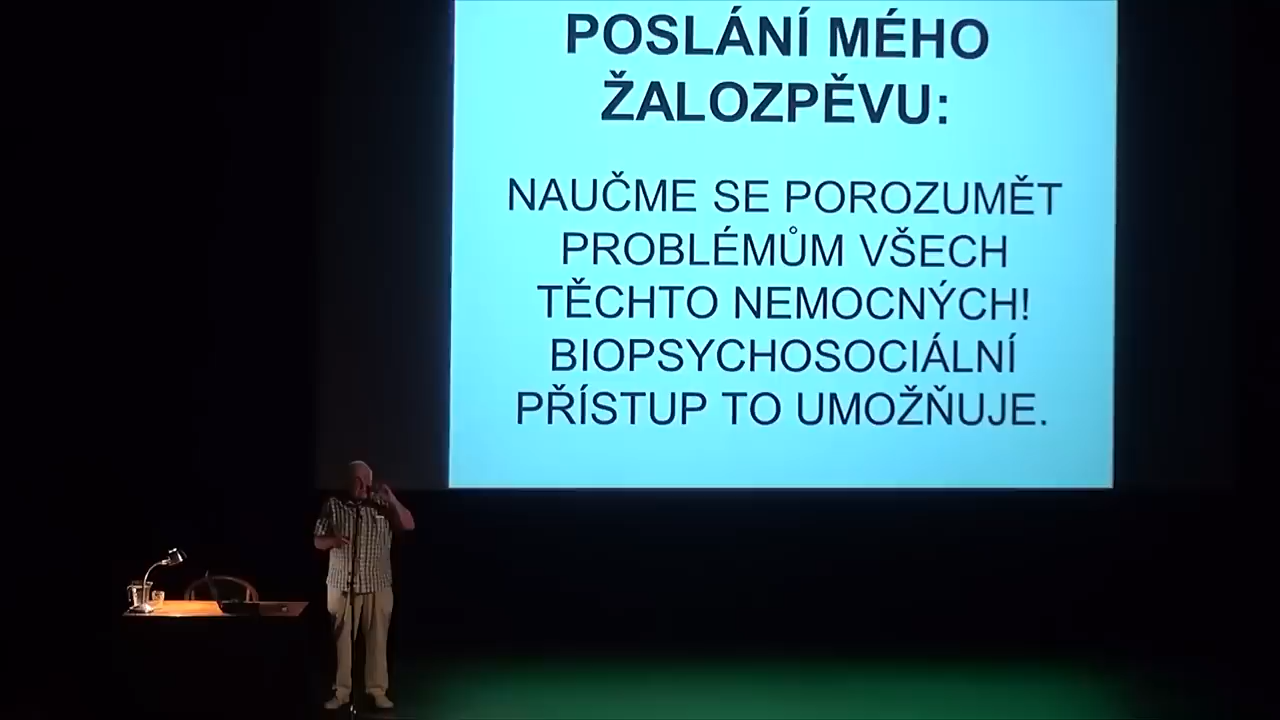 POSLÁNÍ MÉHO
ŽALOZPĚVU:
NAUČME SE POROZUMĚT
PROBLÉMŮM VŠECH
TĚCHTO NEMOCNÝCH!
BIOPSYCHOSOCIÁLNÍ
PŘÍSTUP TO UMOŽŇUJE.